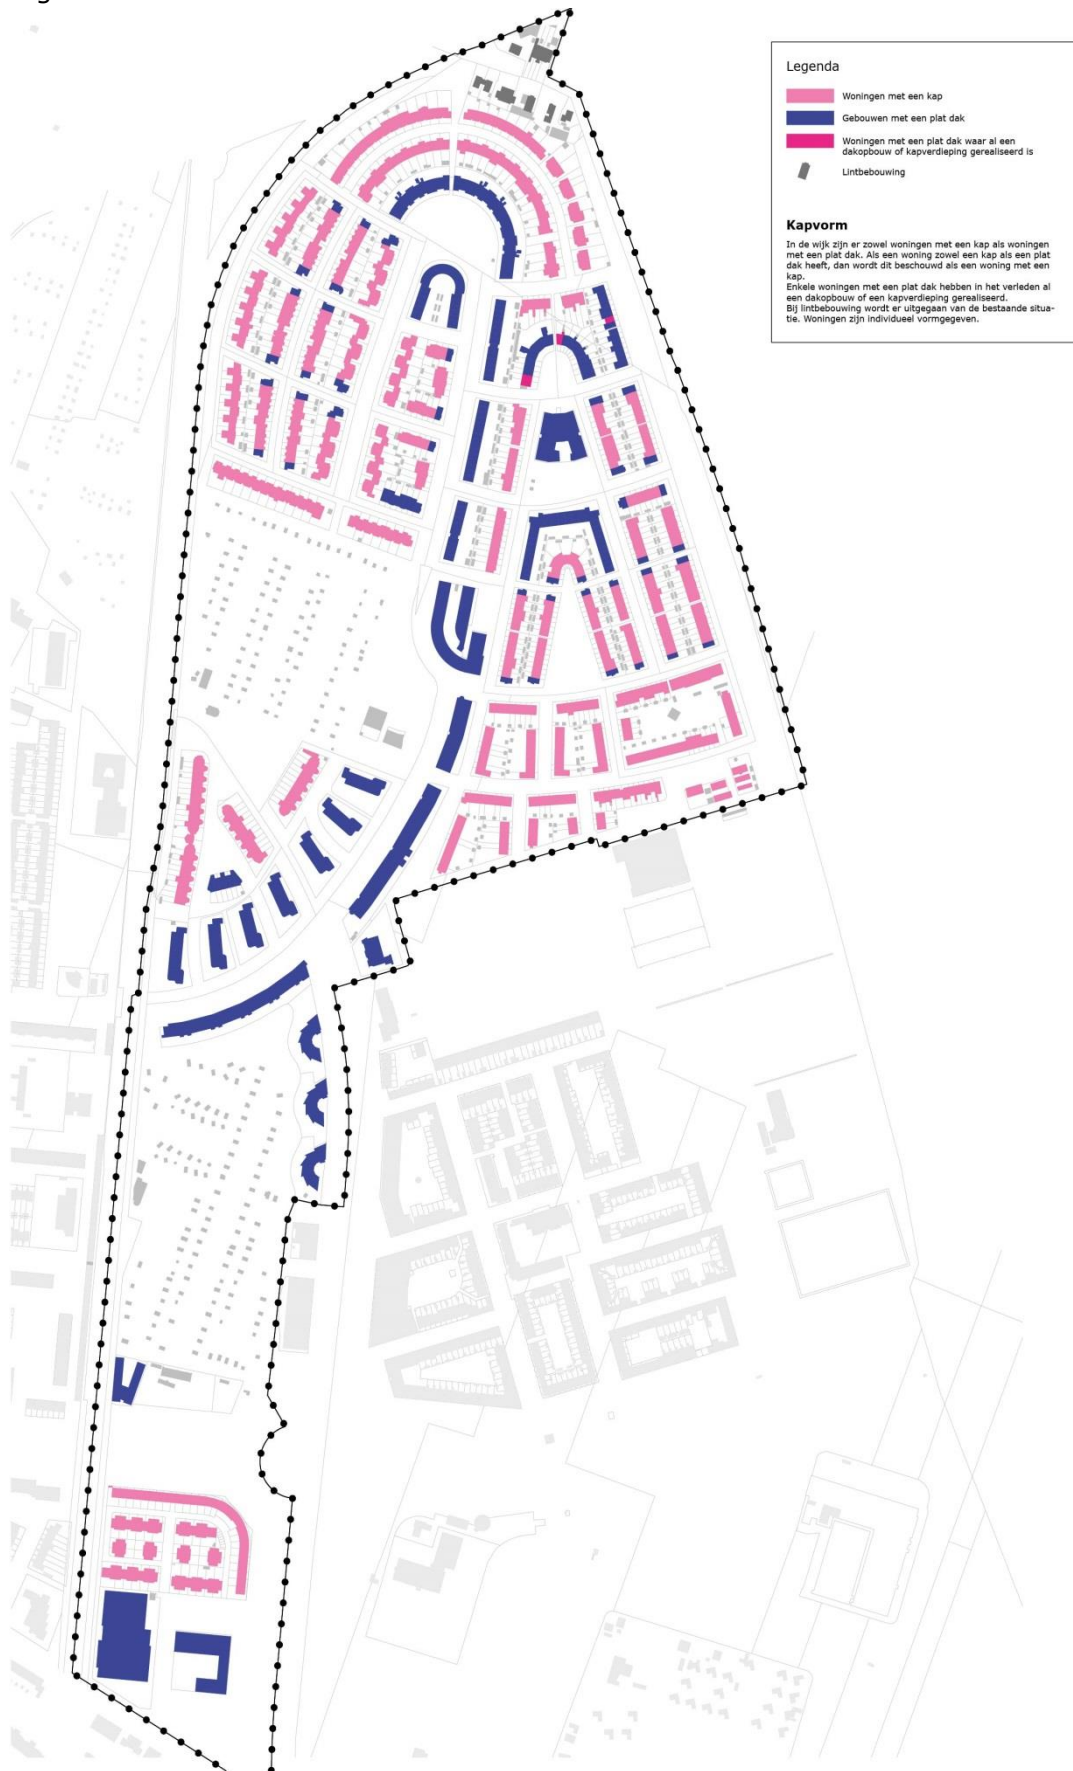 Legenda
Woningen met een kap
Gebouwen met een plat dak
Woningen met een plat dak waar al een
dakopbouw of kapverdieping gerealiseerd is
Lintbebouwing
Kapvorm
In de wijk zijn er zowel woningen met een kap als woningen
met een plat dak. Als een woning zowel een kap als een plat
dak heeft, dan wordt dit beschouwd als een woning met een
kap.
Enkele woningen met een plat dak hebben in het verleden al
een dakopbouw of een kapverdieping gerealiseerd.
Bij lintbebouwing wordt er uitgegaan van de bestaande situa-
tie. Woningen zijn individueel vormgegeven.